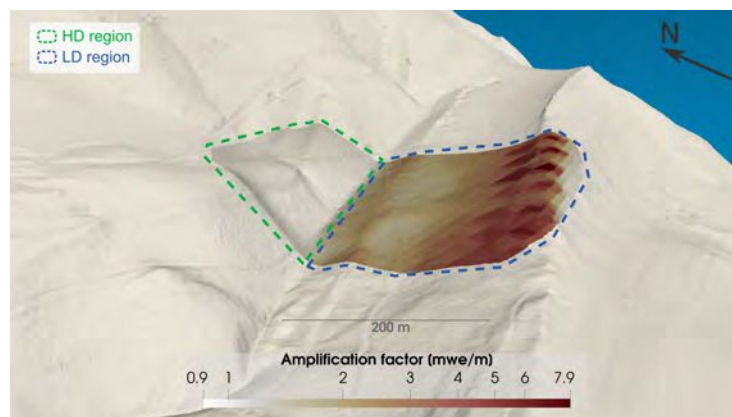 HD region
LD region
N
200 m
Amplification factor (mwe/m)
0.9 1 2 3 4 5 6 7.9